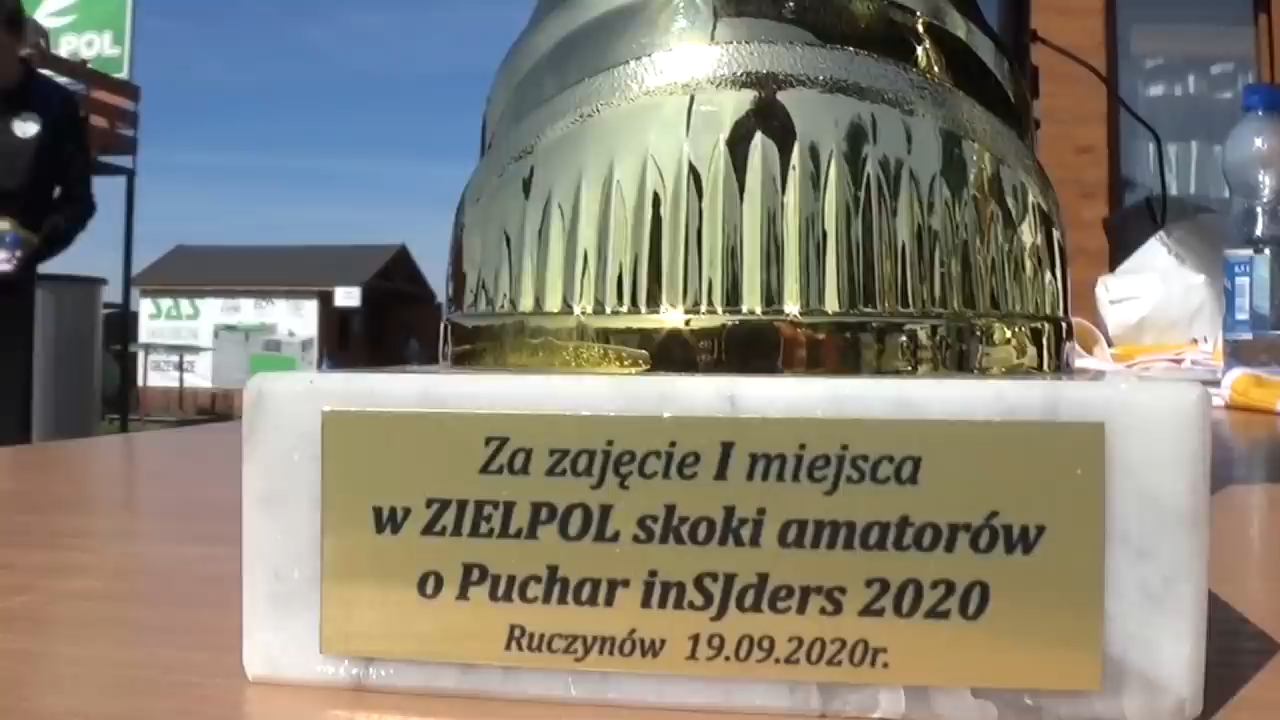 POL
SAS
Za zajęcie I miejsca
w ZIELPOL skoki amatorów
o Puchar inSJders 2020
Ruczynów 19.09.2020r.